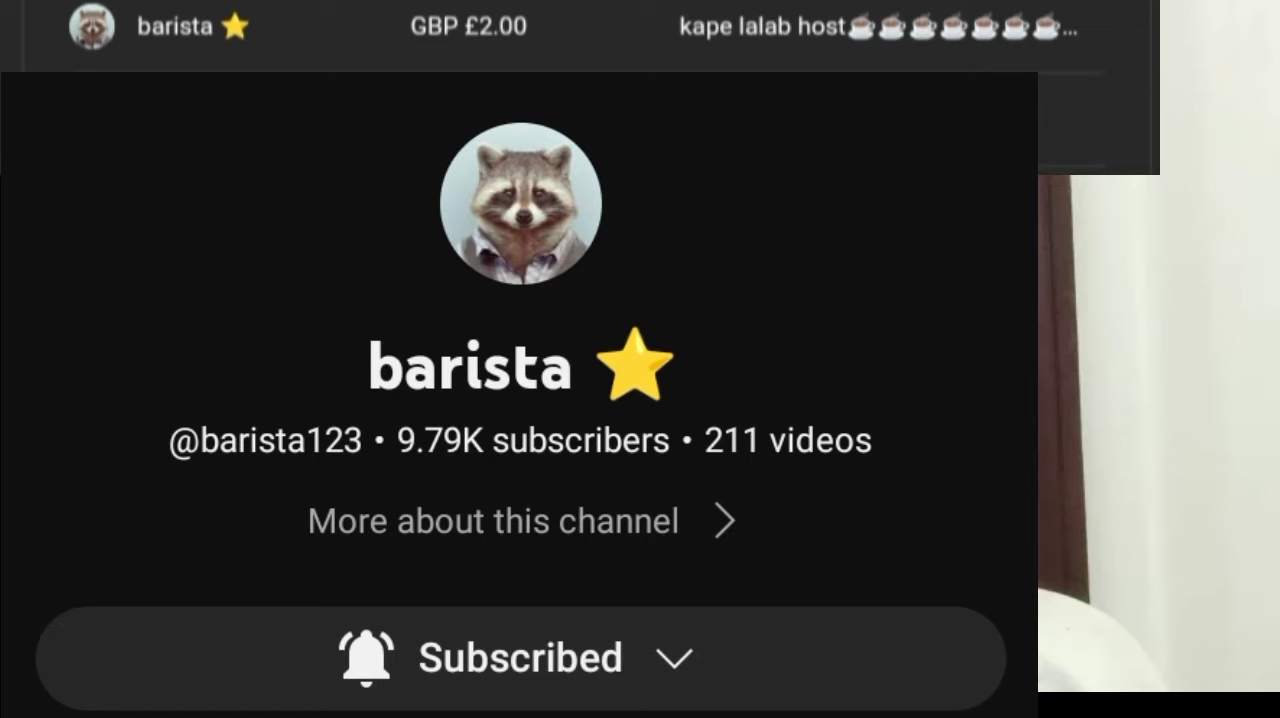 barista ⭐ GBP £2.00 kape lalab host☕☕☕☕☕☕☕...
barista ⭐
@barista123 • 9.79K subscribers • 211 videos
More about this channel
Subscribed